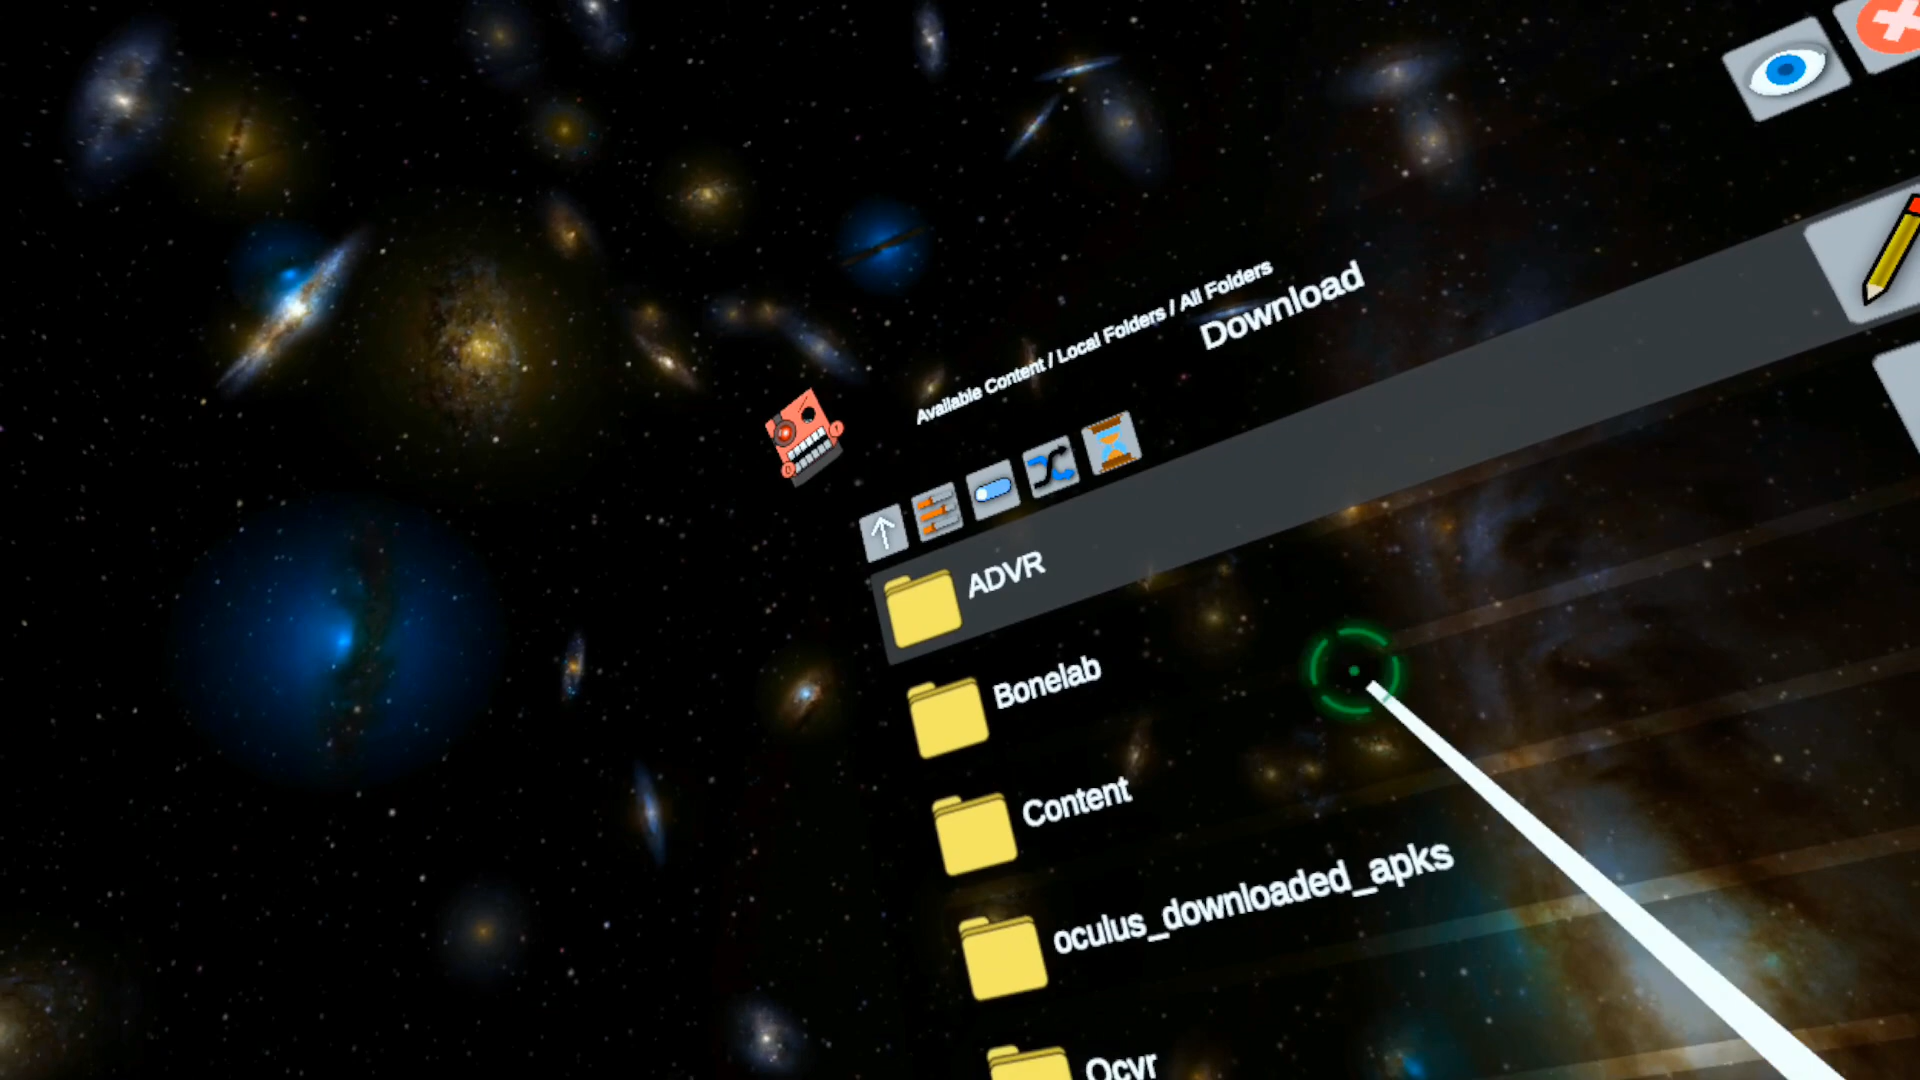 Available Content / Local Folders / All Folders
Download
ADVR
Bonelab
Content
oculus_downloaded_apks
Ocvr